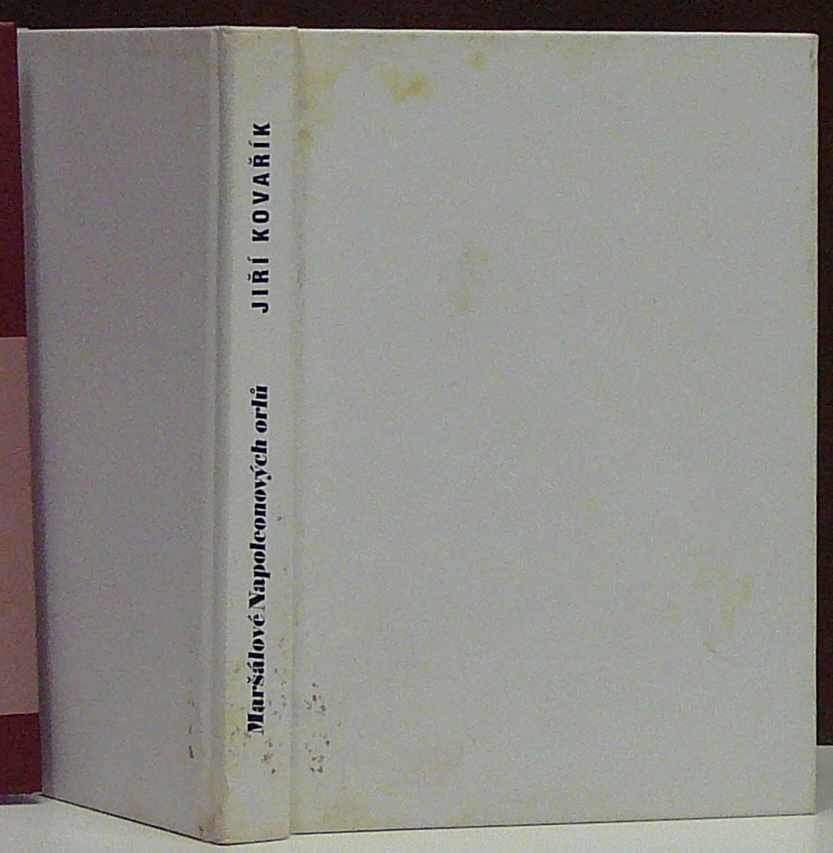 Maršálové Napoleonových orlů
JIŘÍ KOVAŘÍK